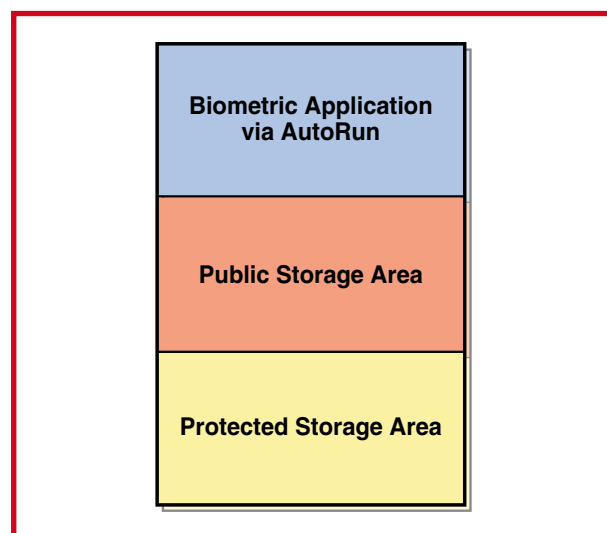 Biometric Application
via AutoRun
Public Storage Area
Protected Storage Area